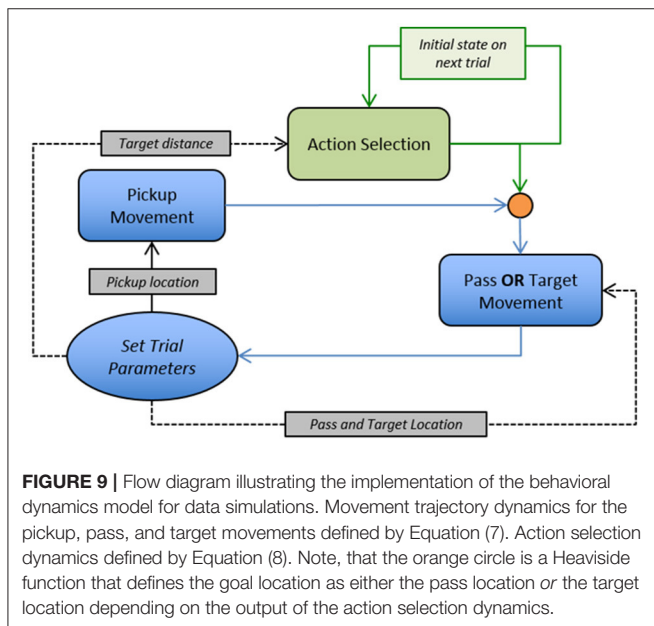 Initial state on
next trial
Target distance
Action Selection
Pickup
Movement
Pickup location
Pass OR Target
Movement
Set Trial
Parameters
Pass and Target Location
FIGURE 9 | Flow diagram illustrating the implementation of the behavioral
dynamics model for data simulations. Movement trajectory dynamics for the
pickup, pass, and target movements defined by Equation (7). Action selection
dynamics defined by Equation (8). Note, that the orange circle is a Heaviside
function that defines the goal location as either the pass location or the target
location depending on the output of the action selection dynamics.